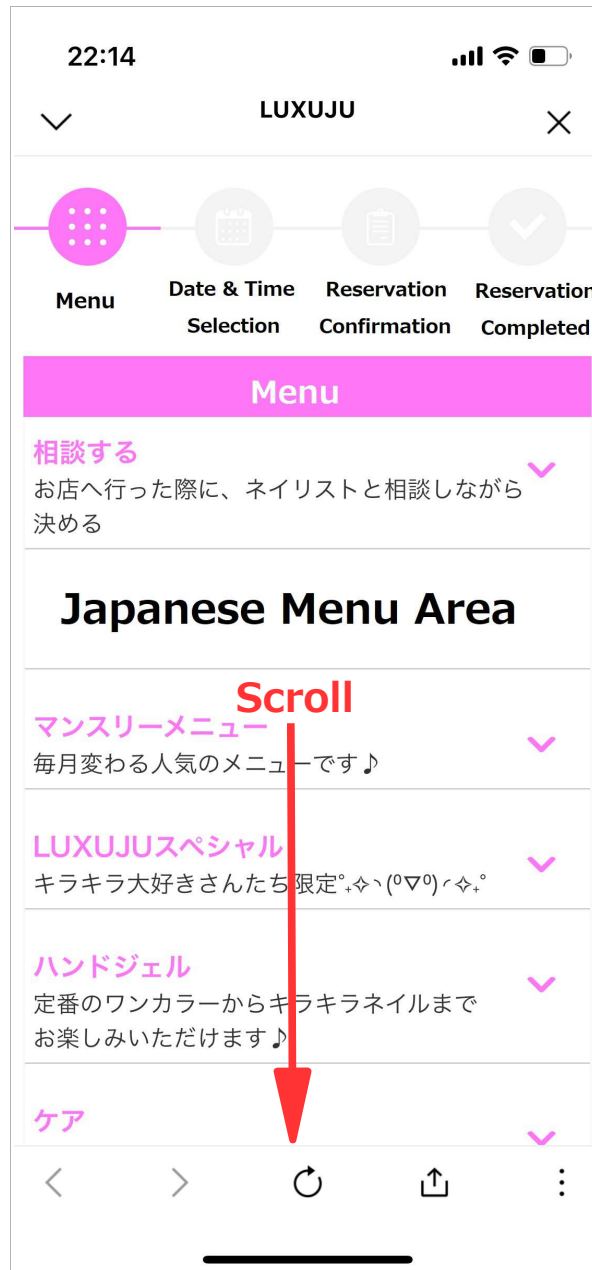 22:14
LUXUJU
Menu
Date & Time
Selection
Reservation
Confirmation
Reservation
Completed
Menu
相談する
お店へ行った際に、ネイリストと相談しながら
決める
Japanese Menu Area
Scroll
マンスリーメニュー
毎月変わる人気のメニューです♪
LUXUJUスペシャル
キラキラ大好きさんたち限定˚₊✧◝(⁰▽⁰)◜✧₊˚
ハンドジェル
定番のワンカラーからキラキラネイルまで
お楽しみいただけます♪
ケア